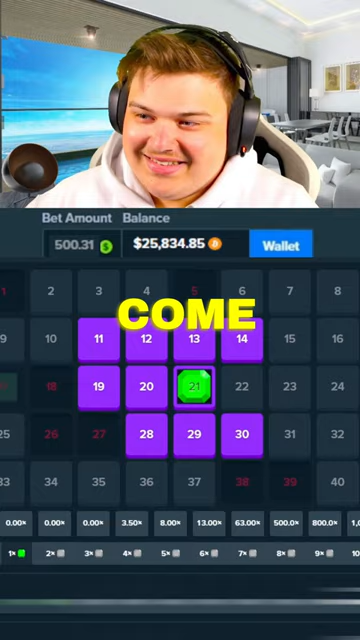 Bet Amount Balance
500.31 $25,834.85 Wallet
1 2 3 4 5 6 7 8
COME
9 10 11 12 13 14 15 16
18 19 20 21 22 23 24
25 26 27 28 29 30 31 32
33 34 35 36 37 38 39 40
0.00x 0.00x 0.00x 3.50x 8.00x 13.00x 63.00x 500.0x 800.0x
1x 2x 3x 4x 5x 6x 7x 8x 9x 10